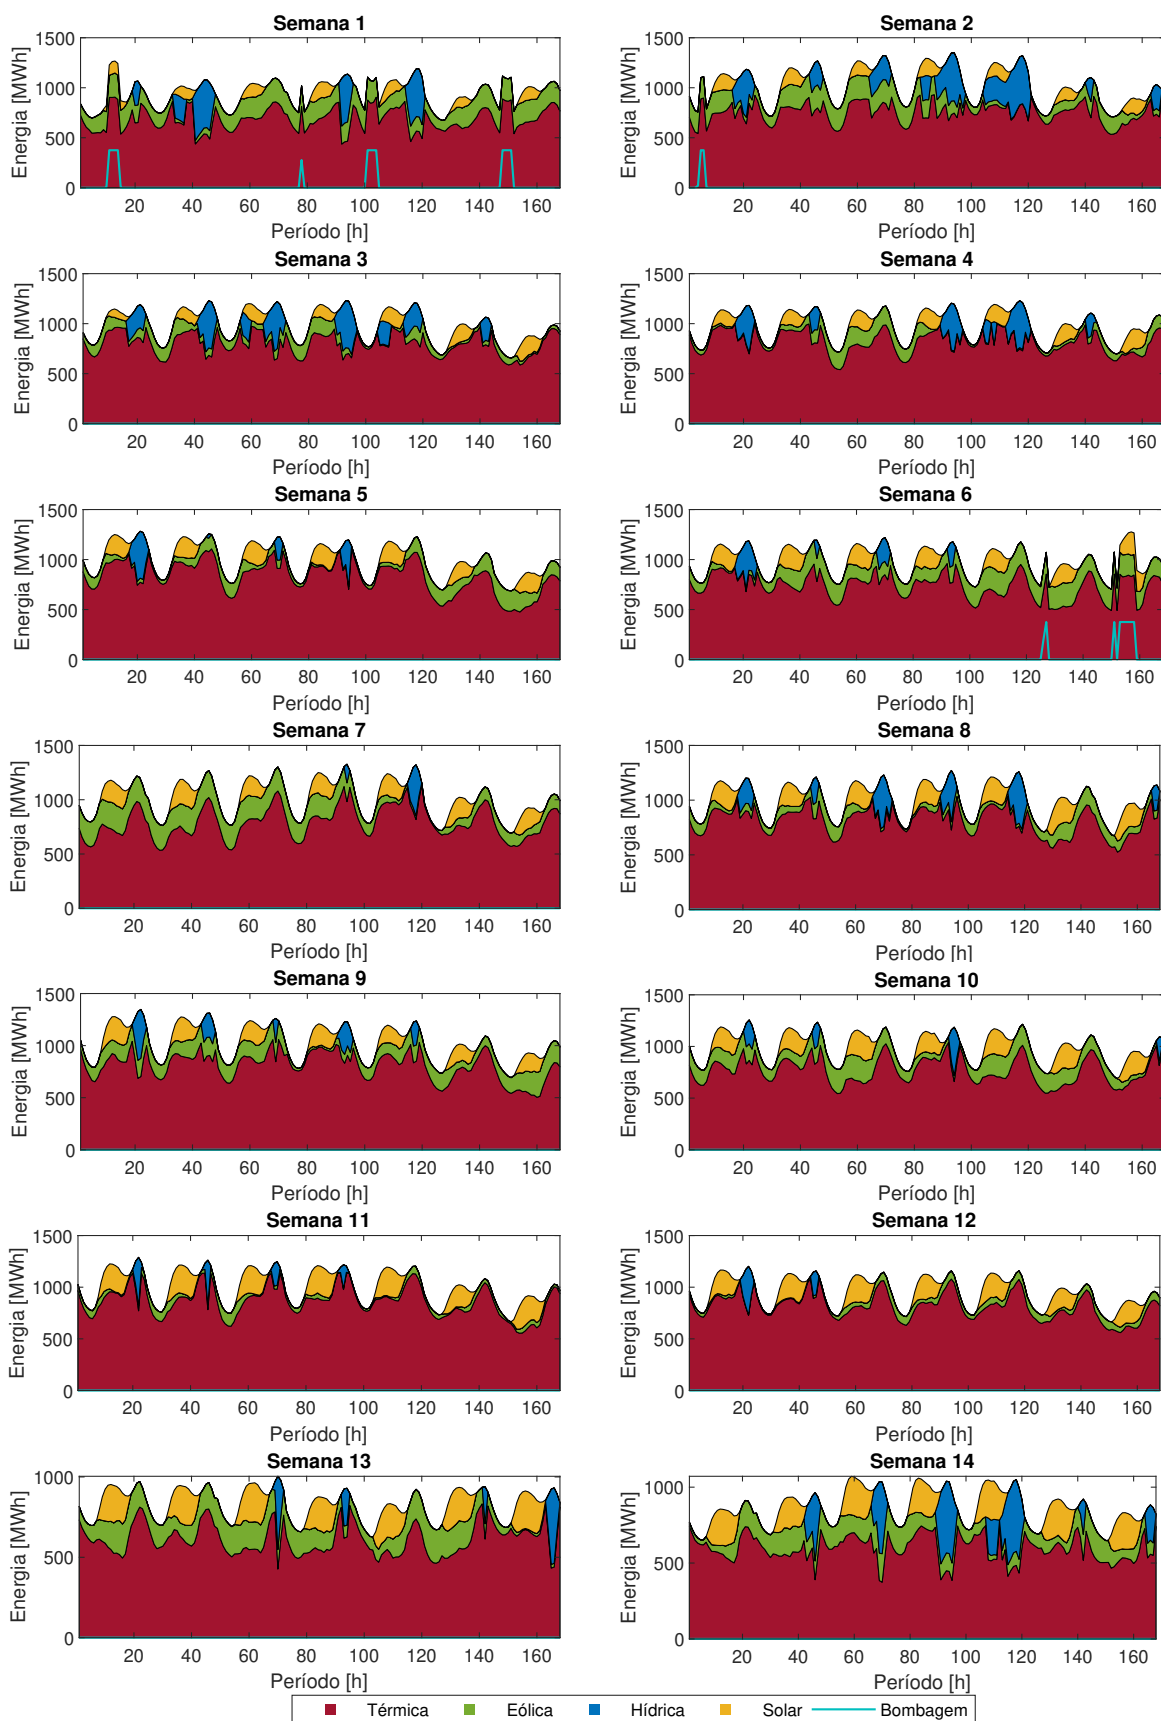 Semana 1
Energia [MWh]
1500
1000
500
0
20 40 60 80 100 120 140 160
Período [h]
Semana 2
Energia [MWh]
1500
1000
500
0
20 40 60 80 100 120 140 160
Período [h]
Semana 3
Energia [MWh]
1500
1000
500
0
20 40 60 80 100 120 140 160
Período [h]
Semana 4
Energia [MWh]
1500
1000
500
0
20 40 60 80 100 120 140 160
Período [h]
Semana 5
Energia [MWh]
1500
1000
500
0
20 40 60 80 100 120 140 160
Período [h]
Semana 6
Energia [MWh]
1500
1000
500
0
20 40 60 80 100 120 140 160
Período [h]
Semana 7
Energia [MWh]
1500
1000
500
0
20 40 60 80 100 120 140 160
Período [h]
Semana 8
Energia [MWh]
1500
1000
500
0
20 40 60 80 100 120 140 160
Período [h]
Semana 9
Energia [MWh]
1500
1000
500
0
20 40 60 80 100 120 140 160
Período [h]
Semana 10
Energia [MWh]
1500
1000
500
0
20 40 60 80 100 120 140 160
Período [h]
Semana 11
Energia [MWh]
1500
1000
500
0
20 40 60 80 100 120 140 160
Período [h]
Semana 12
Energia [MWh]
1500
1000
500
0
20 40 60 80 100 120 140 160
Período [h]
Semana 13
Energia [MWh]
1000
500
0
20 40 60 80 100 120 140 160
Período [h]
Semana 14
Energia [MWh]
1000
500
0
20 40 60 80 100 120 140 160
Período [h]
Térmica Eólica Hídrica Solar Bombagem